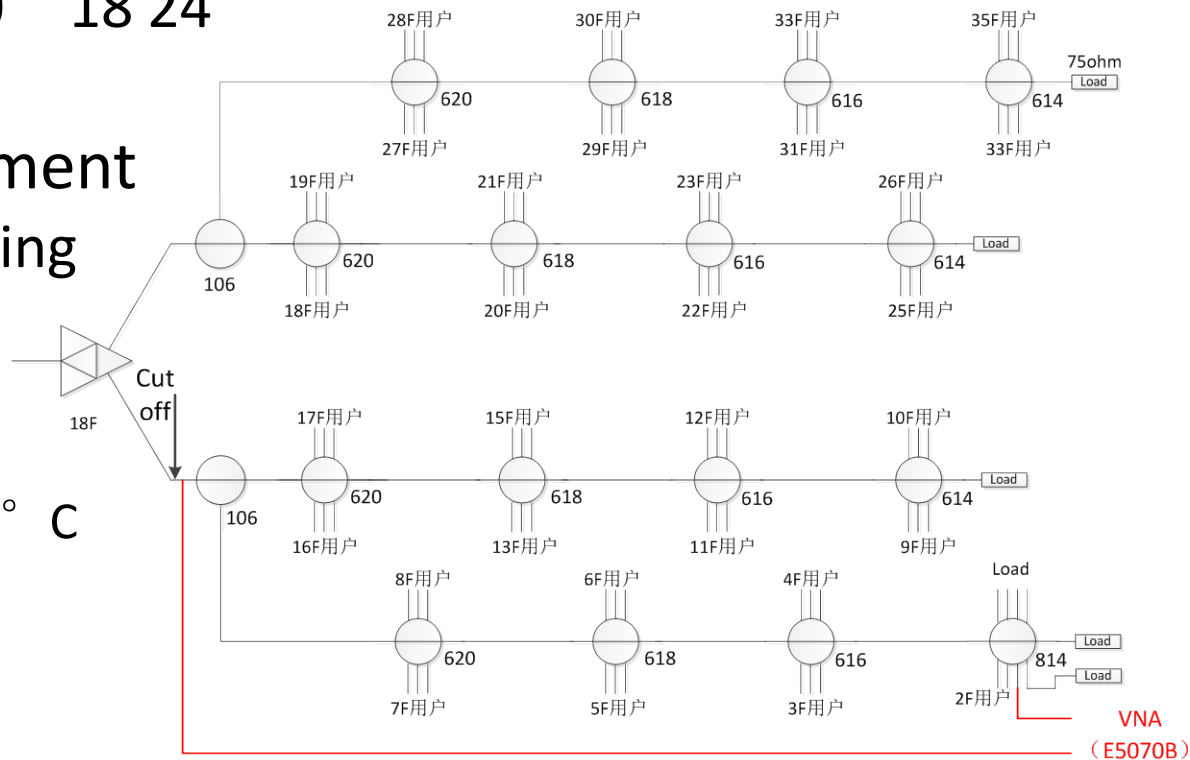 18 24
28F用户
30F用户
33F用户
35F用户
75ohm
Load
620
618
616
614
27F用户
29F用户
31F用户
33F用户
ment
19F用户
21F用户
23F用户
26F用户
ing
Load
620
618
616
614
106
18F用户
20F用户
22F用户
25F用户
Cut
off
18F
17F用户
15F用户
12F用户
10F用户
Load
620
618
616
614
° C
106
16F用户
13F用户
11F用户
9F用户
8F用户
6F用户
4F用户
Load
Load
620
618
616
814
Load
7F用户
5F用户
3F用户
2F用户
VNA
（E5070B）